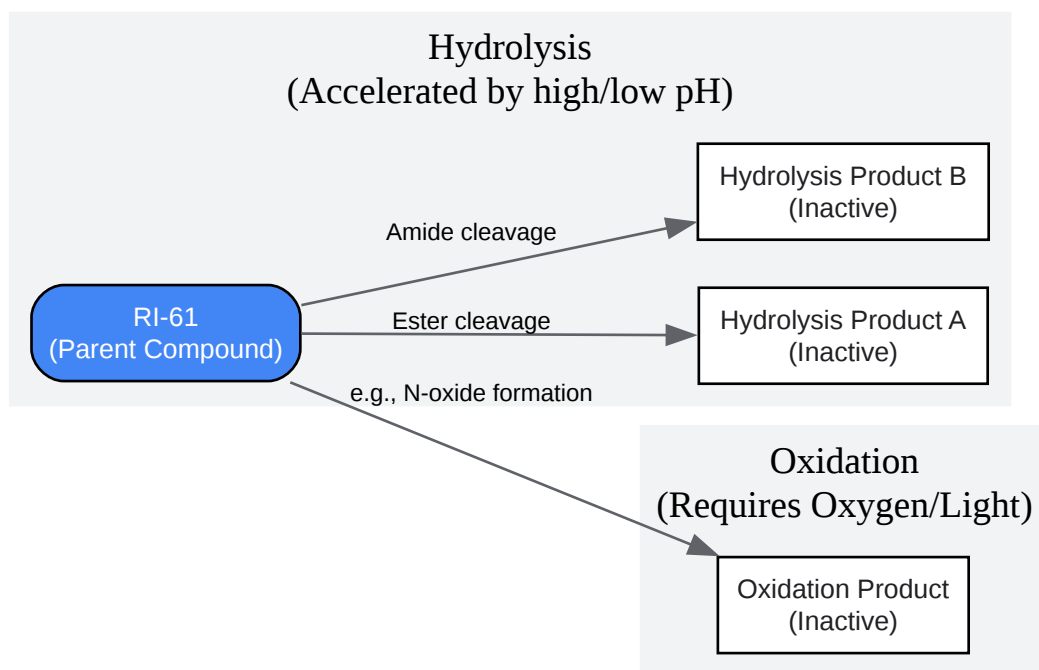 Hydrolysis
(Accelerated by high/low pH)
Hydrolysis Product B
(Inactive)
Amide cleavage
RI-61
(Parent Compound)
Ester cleavage
Hydrolysis Product A
(Inactive)
e.g., N-oxide formation
Oxidation
(Requires Oxygen/Light)
Oxidation Product
(Inactive)